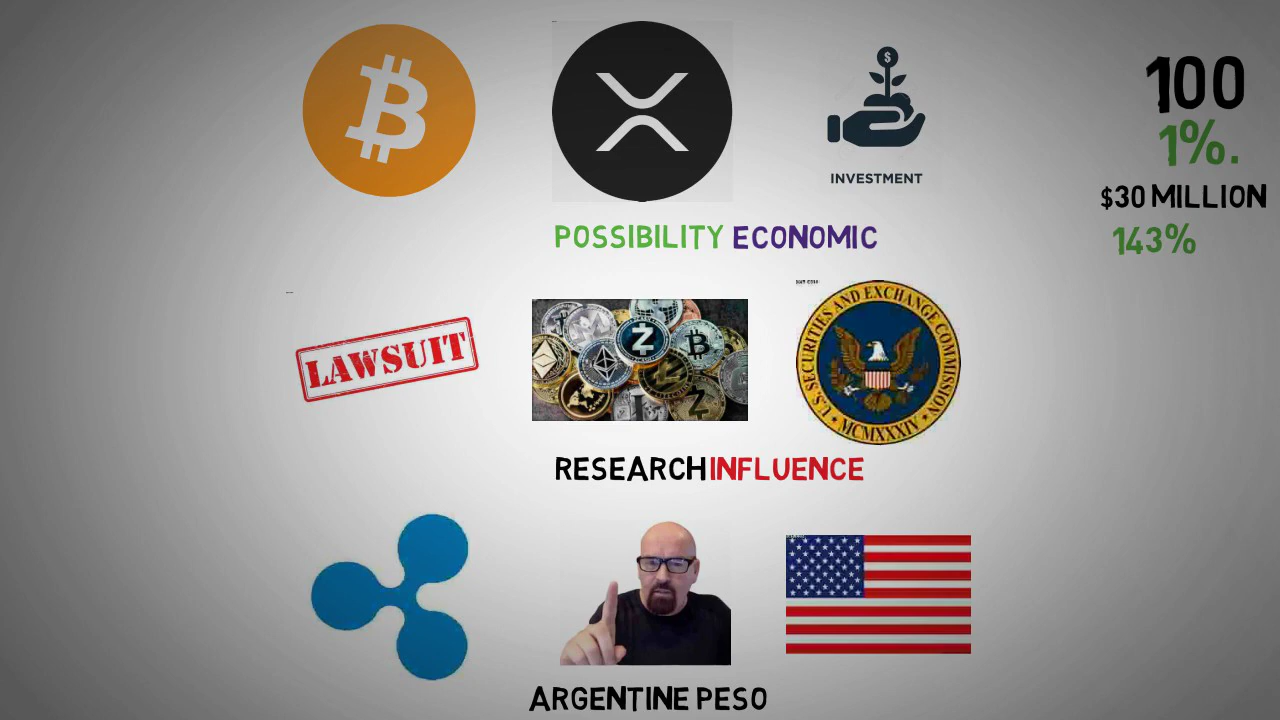 100
1%.
$30 MILLION
143%
INVESTMENT
POSSIBILITY ECONOMIC
LAWSUIT
U.S. SECURITIES AND EXCHANGE COMMISSION
MCMXXXIV
RESEARCH INFLUENCE
ARGENTINE PESO